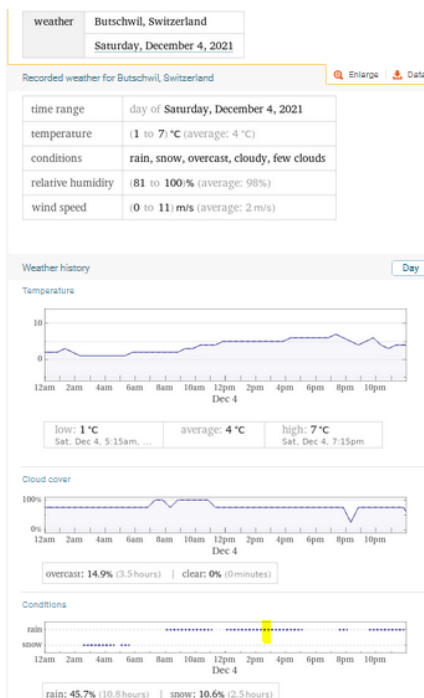 weather Butschwil, Switzerland
Saturday, December 4, 2021
Recorded weather for Butschwil, Switzerland Enlarge Data
time range day of Saturday, December 4, 2021
temperature (1 to 7) °C (average: 4 °C)
conditions rain, snow, overcast, cloudy, few clouds
relative humidity (81 to 100)% (average: 98%)
wind speed (0 to 11) m/s (average: 2 m/s)
Weather history Day
Temperature
10
0
12am 2am 4am 6am 8am 10am 12pm 2pm 4pm 6pm 8pm 10pm
Dec 4
low: 1 °C average: 4 °C high: 7 °C
Sat, Dec 4, 5:15am, ... Sat, Dec 4, 7:15pm
Cloud cover
100%
0%
12am 2am 4am 6am 8am 10am 12pm 2pm 4pm 6pm 8pm 10pm
Dec 4
overcast: 14.9% (3.5 hours) | clear: 0% (0 minutes)
Conditions
rain
snow
12am 2am 4am 6am 8am 10am 12pm 2pm 4pm 6pm 8pm 10pm
Dec 4
rain: 45.7% (10.8 hours) | snow: 10.6% (2.5 hours)